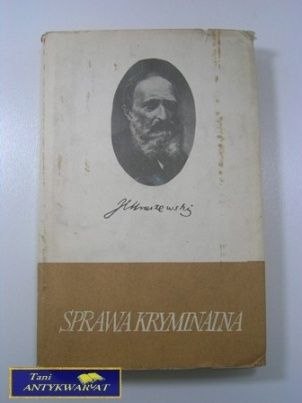 JIKraszewski
SPRAWA KRYMINALNA
Tani
ANTYKWARYAT